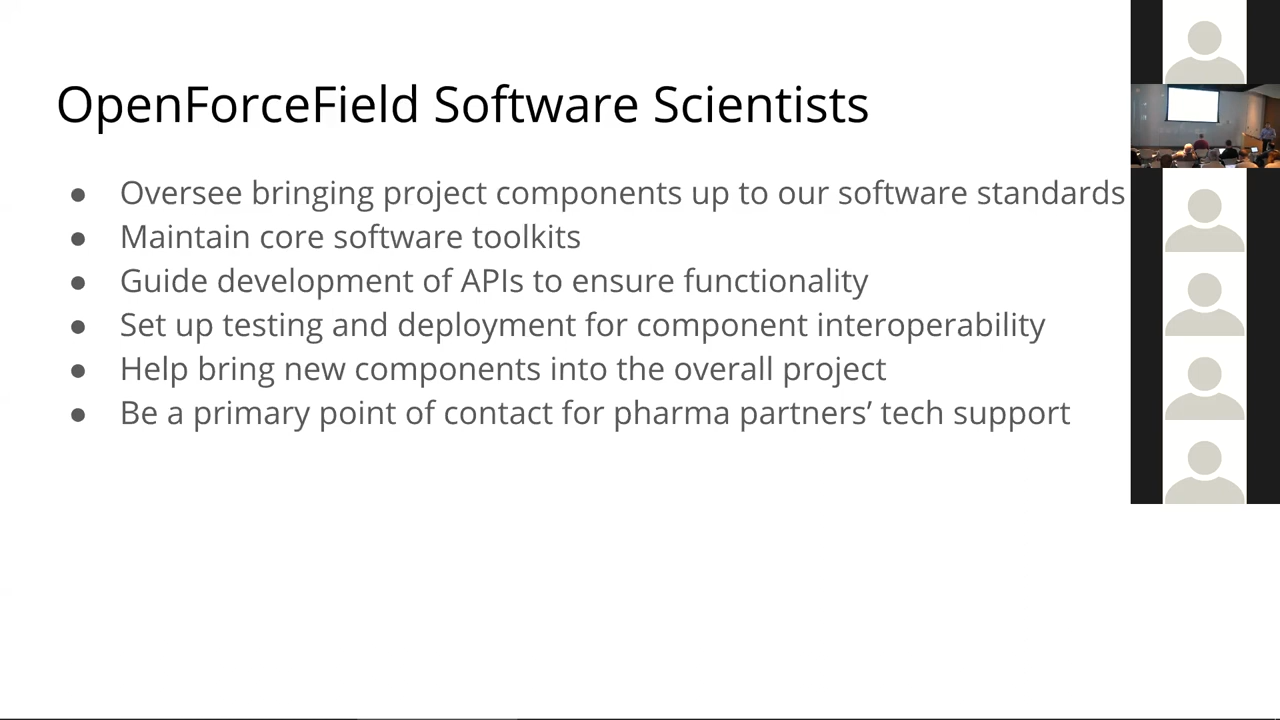 OpenForceField Software Scientists
● Oversee bringing project components up to our software standards
● Maintain core software toolkits
● Guide development of APIs to ensure functionality
● Set up testing and deployment for component interoperability
● Help bring new components into the overall project
● Be a primary point of contact for pharma partners’ tech support